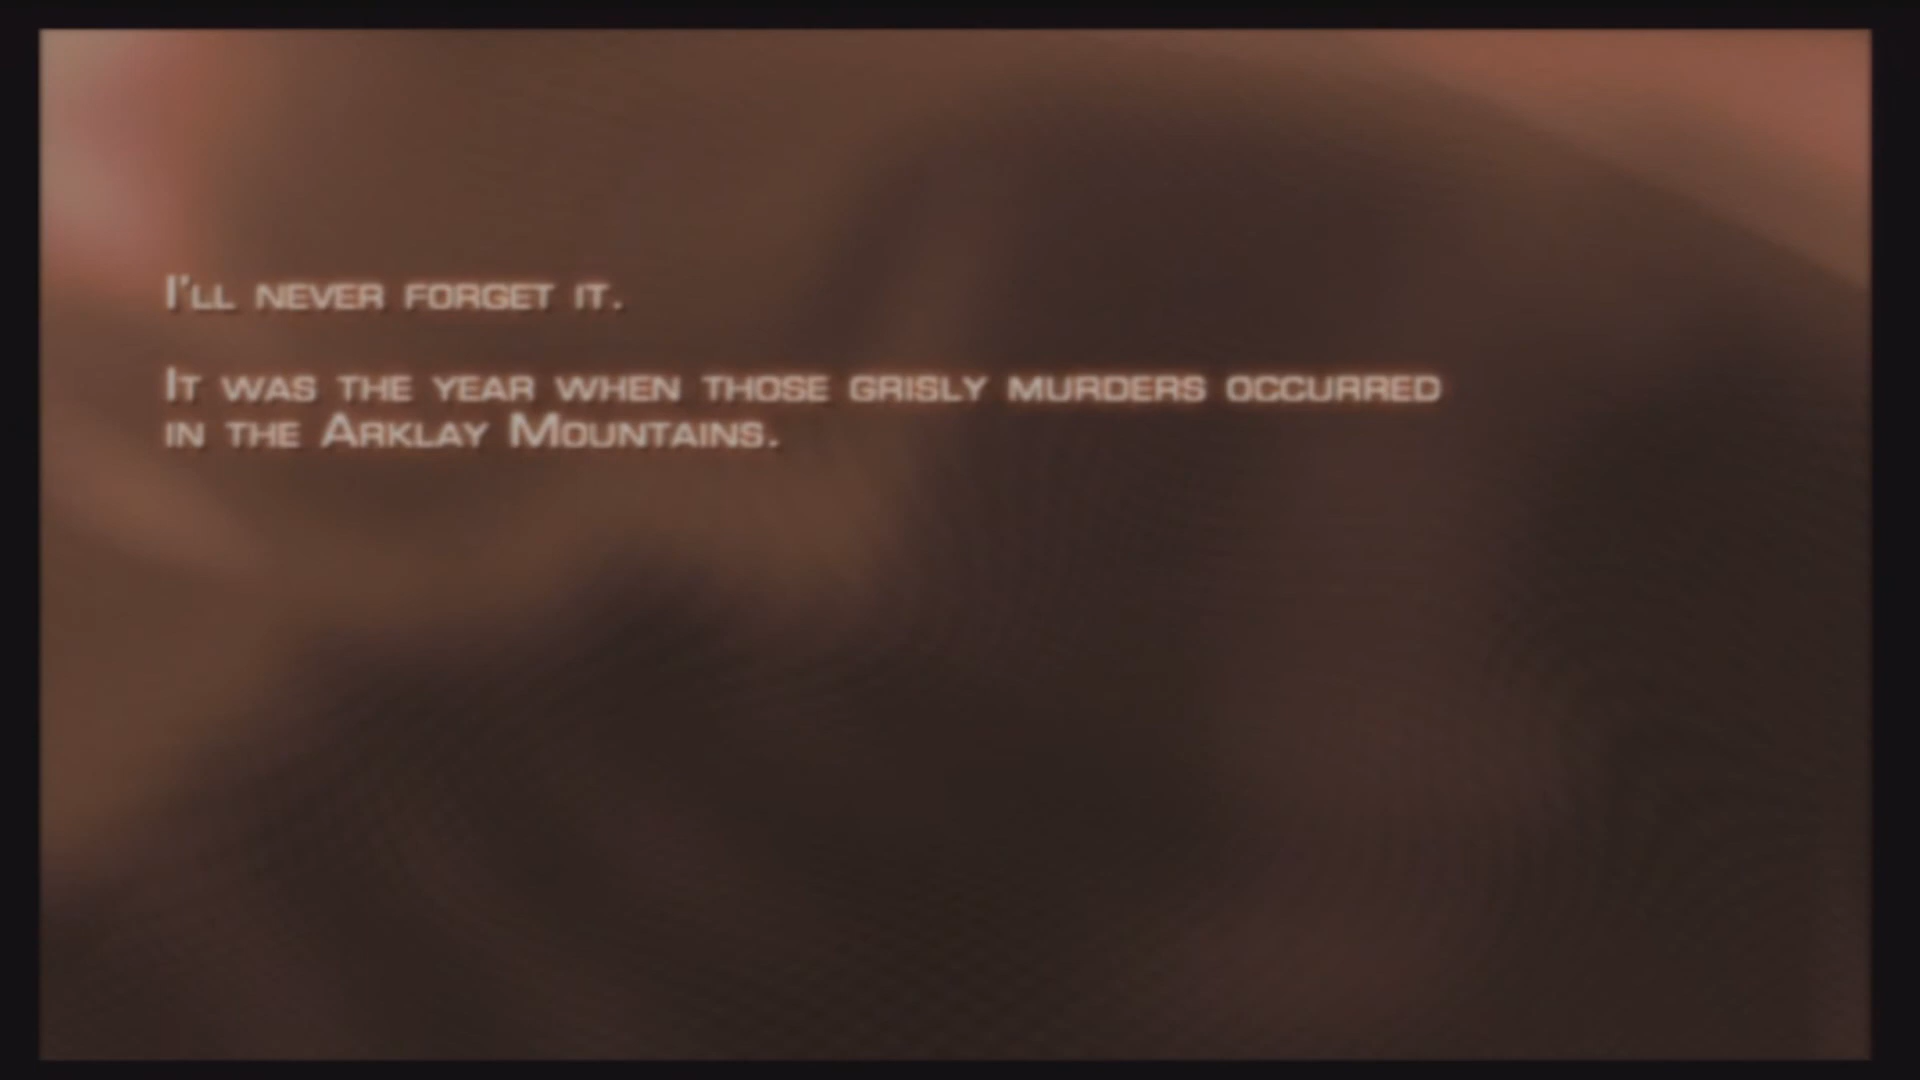 I'll never forget it.
It was the year when those grisly murders occurred
in the Arklay Mountains.